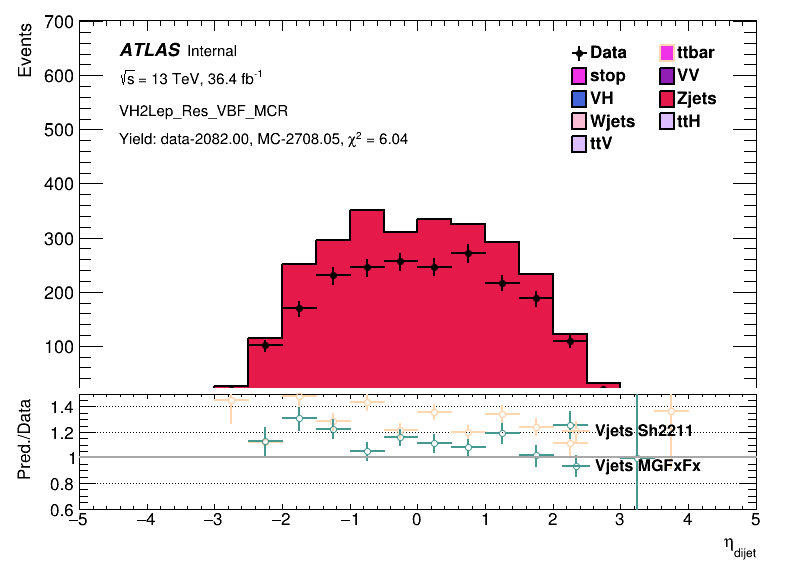 Events
700
600
500
400
300
200
100
ATLAS Internal
√s = 13 TeV, 36.4 fb⁻¹
VH2Lep_Res_VBF_MCR
Yield: data-2082.00, MC-2708.05, χ² = 6.04
Data ttbar
stop VV
VH Zjets
Wjets ttH
ttV
Pred./Data
1.4
1.2
1
0.8
0.6
Vjets Sh2211
Vjets MGFxFx
−5 −4 −3 −2 −1 0 1 2 3 4 5
η_dijet